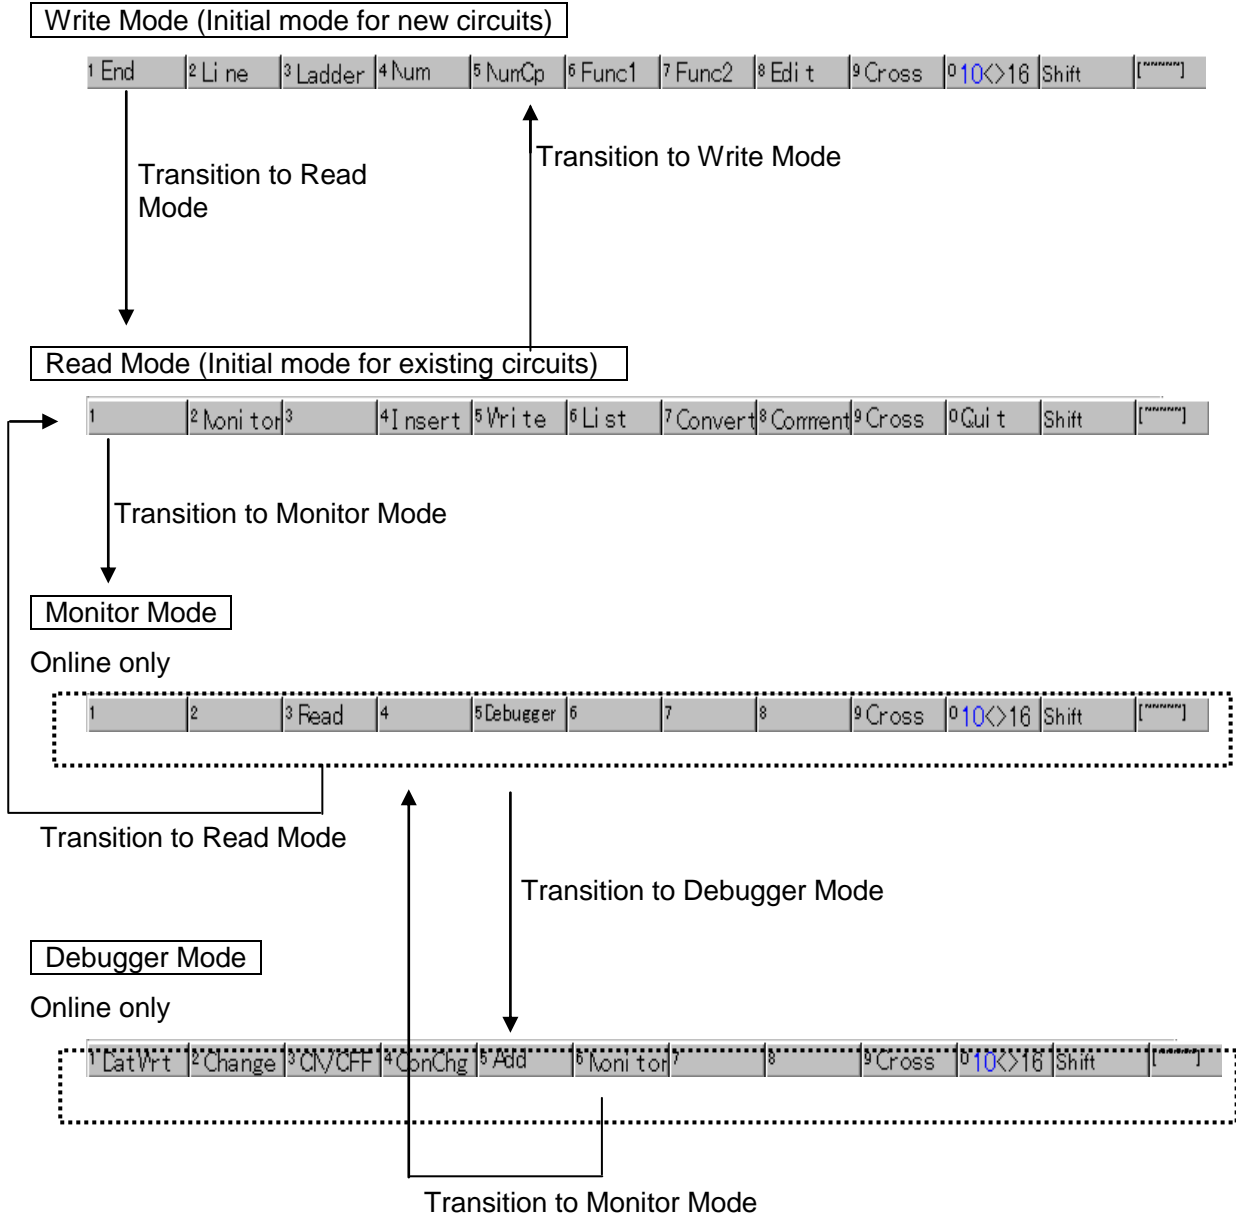 Write Mode (Initial mode for new circuits)
1 End 2 Line 3 Ladder 4 Num 5 NumCp 6 Func1 7 Func2 8 Edit 9 Cross 0 10<>16 Shift [~~~~~]
Transition to Write Mode
Transition to Read
Mode
Read Mode (Initial mode for existing circuits)
1 2 Monitor 3 4 Insert 5 Write 6 List 7 Convert 8 Comment 9 Cross 0 Quit Shift [~~~~~]
Transition to Monitor Mode
Monitor Mode
Online only
1 2 3 Read 4 5 Debugger 6 7 8 9 Cross 0 10<>16 Shift [~~~~~]
Transition to Read Mode
Transition to Debugger Mode
Debugger Mode
Online only
1 DatWrt 2 Change 3 ON/OFF 4 ConChg 5 Add 6 Monitor 7 8 9 Cross 0 10<>16 Shift [~~~~~]
Transition to Monitor Mode